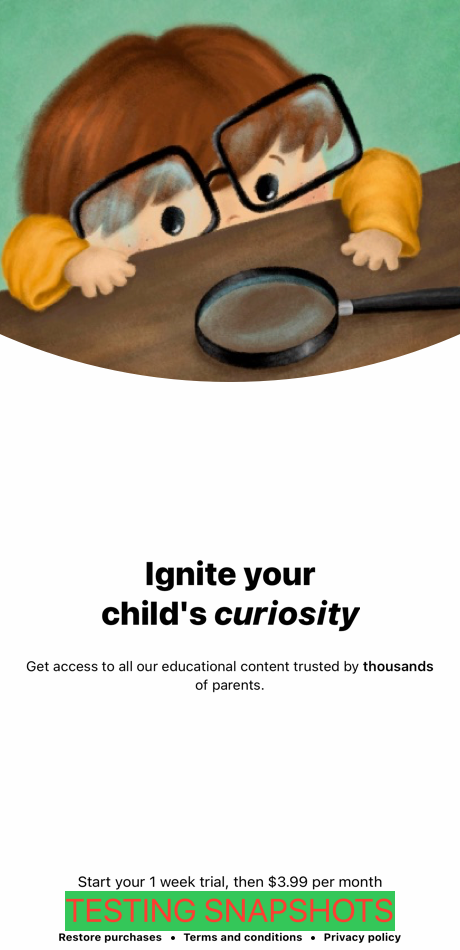 Ignite your
child's curiosity
Get access to all our educational content trusted by thousands
of parents.
Start your 1 week trial, then $3.99 per month
TESTING SNAPSHOTS
Restore purchases • Terms and conditions • Privacy policy